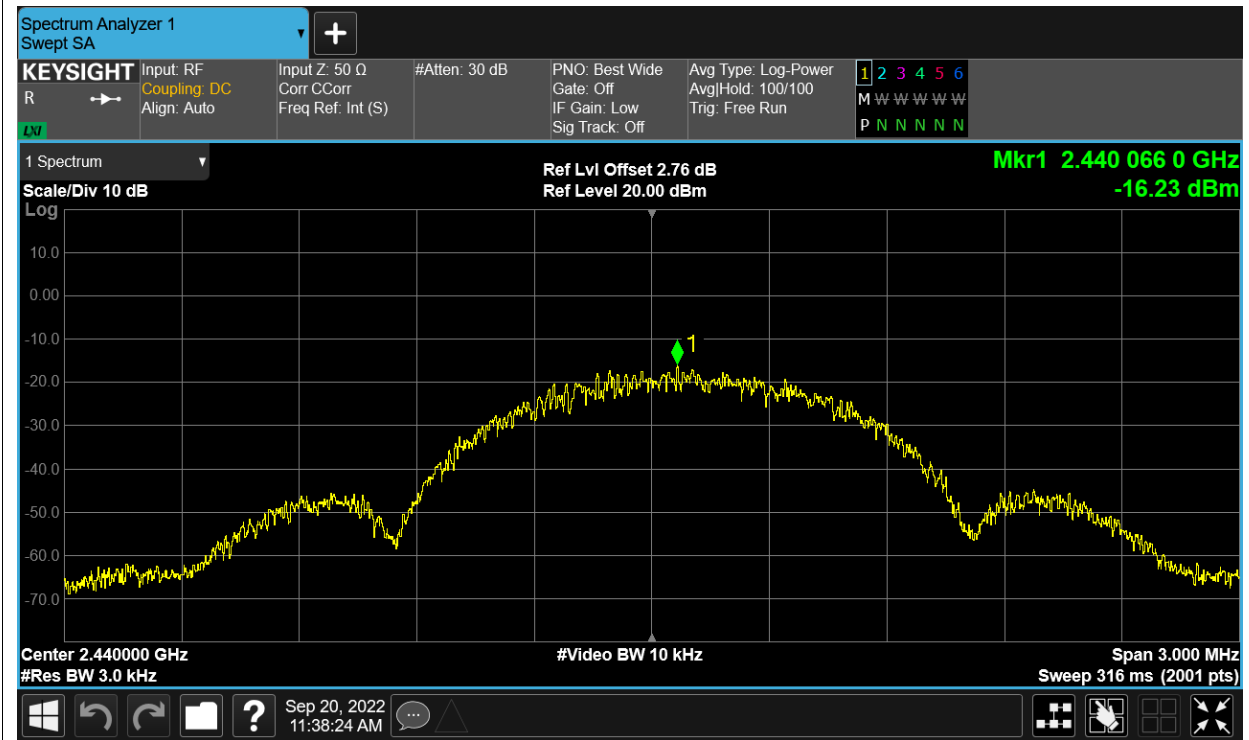 Spectrum Analyzer 1
Swept SA
+
KEYSIGHT
R
LXI
Input: RF
Coupling: DC
Align: Auto
Input Z: 50 Ω
Corr CCorr
Freq Ref: Int (S)
#Atten: 30 dB
PNO: Best Wide
Gate: Off
IF Gain: Low
Sig Track: Off
Avg Type: Log-Power
Avg|Hold: 100/100
Trig: Free Run
1 2 3 4 5 6
M W W W W W
P N N N N N
1 Spectrum
Scale/Div 10 dB
Ref Lvl Offset 2.76 dB
Ref Level 20.00 dBm
Mkr1 2.440 066 0 GHz
-16.23 dBm
Log
10.0
0.00
-10.0
-20.0
-30.0
-40.0
-50.0
-60.0
-70.0
1
Center 2.440000 GHz
#Res BW 3.0 kHz
#Video BW 10 kHz
Span 3.000 MHz
Sweep 316 ms (2001 pts)
?
Sep 20, 2022
11:38:24 AM